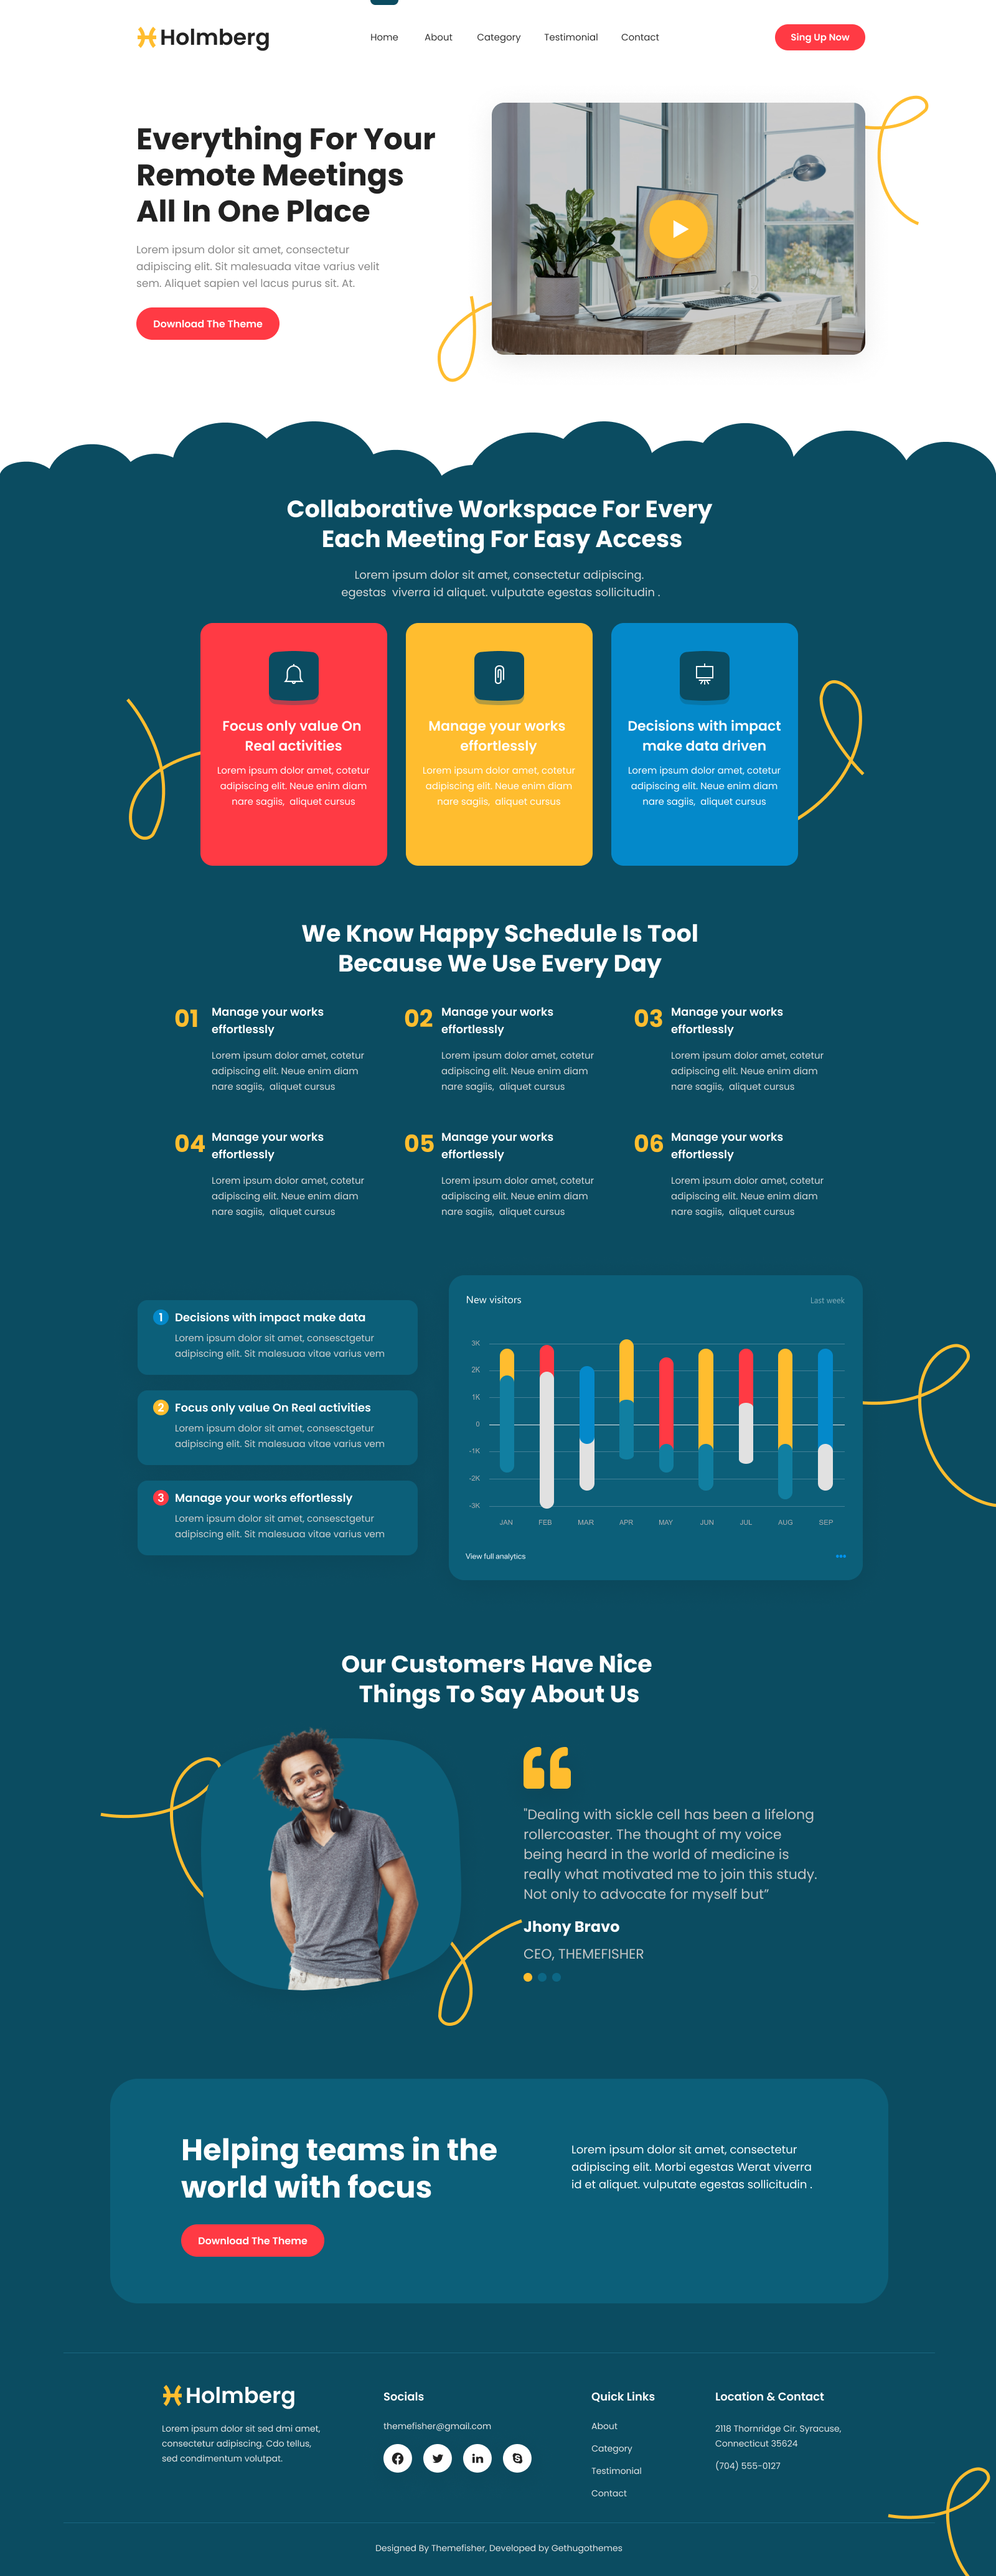 Holmberg
Home About Category Testimonial Contact
Sing Up Now
Everything For Your
Remote Meetings
All In One Place
Lorem ipsum dolor sit amet, consectetur
adipiscing elit. Sit malesuada vitae varius velit
sem. Aliquet sapien vel lacus purus sit. At.
Download The Theme
Collaborative Workspace For Every
Each Meeting For Easy Access
Lorem ipsum dolor sit amet, consectetur adipiscing.
egestas viverra id aliquet. vulputate egestas sollicitudin .
Focus only value On
Real activities
Lorem ipsum dolor amet, cotetur
adipiscing elit. Neue enim diam
nare sagiis, aliquet cursus
Manage your works
effortlessly
Lorem ipsum dolor amet, cotetur
adipiscing elit. Neue enim diam
nare sagiis, aliquet cursus
Decisions with impact
make data driven
Lorem ipsum dolor amet, cotetur
adipiscing elit. Neue enim diam
nare sagiis, aliquet cursus
We Know Happy Schedule Is Tool
Because We Use Every Day
01
Manage your works
effortlessly
Lorem ipsum dolor amet, cotetur
adipiscing elit. Neue enim diam
nare sagiis, aliquet cursus
02
Manage your works
effortlessly
Lorem ipsum dolor amet, cotetur
adipiscing elit. Neue enim diam
nare sagiis, aliquet cursus
03
Manage your works
effortlessly
Lorem ipsum dolor amet, cotetur
adipiscing elit. Neue enim diam
nare sagiis, aliquet cursus
04
Manage your works
effortlessly
Lorem ipsum dolor amet, cotetur
adipiscing elit. Neue enim diam
nare sagiis, aliquet cursus
05
Manage your works
effortlessly
Lorem ipsum dolor amet, cotetur
adipiscing elit. Neue enim diam
nare sagiis, aliquet cursus
06
Manage your works
effortlessly
Lorem ipsum dolor amet, cotetur
adipiscing elit. Neue enim diam
nare sagiis, aliquet cursus
1 Decisions with impact make data
Lorem ipsum dolor sit amet, consesctgetur
adipiscing elit. Sit malesuaa vitae varius vem
2 Focus only value On Real activities
Lorem ipsum dolor sit amet, consesctgetur
adipiscing elit. Sit malesuaa vitae varius vem
3 Manage your works effortlessly
Lorem ipsum dolor sit amet, consesctgetur
adipiscing elit. Sit malesuaa vitae varius vem
New visitors
Last week
3K
2K
1K
0
-1K
-2K
-3K
JAN FEB MAR APR MAY JUN JUL AUG SEP
View full analytics
Our Customers Have Nice
Things To Say About Us
"Dealing with sickle cell has been a lifelong
rollercoaster. The thought of my voice
being heard in the world of medicine is
really what motivated me to join this study.
Not only to advocate for myself but”
Jhony Bravo
CEO, THEMEFISHER
Helping teams in the
world with focus
Download The Theme
Lorem ipsum dolor sit amet, consectetur
adipiscing elit. Morbi egestas Werat viverra
id et aliquet. vulputate egestas sollicitudin .
Holmberg
Lorem ipsum dolor sit sed dmi amet,
consectetur adipiscing. Cdo tellus,
sed condimentum volutpat.
Socials
themefisher@gmail.com
Quick Links
About
Category
Testimonial
Contact
Location & Contact
2118 Thornridge Cir. Syracuse,
Connecticut 35624
(704) 555-0127
Designed By Themefisher, Developed by Gethugothemes